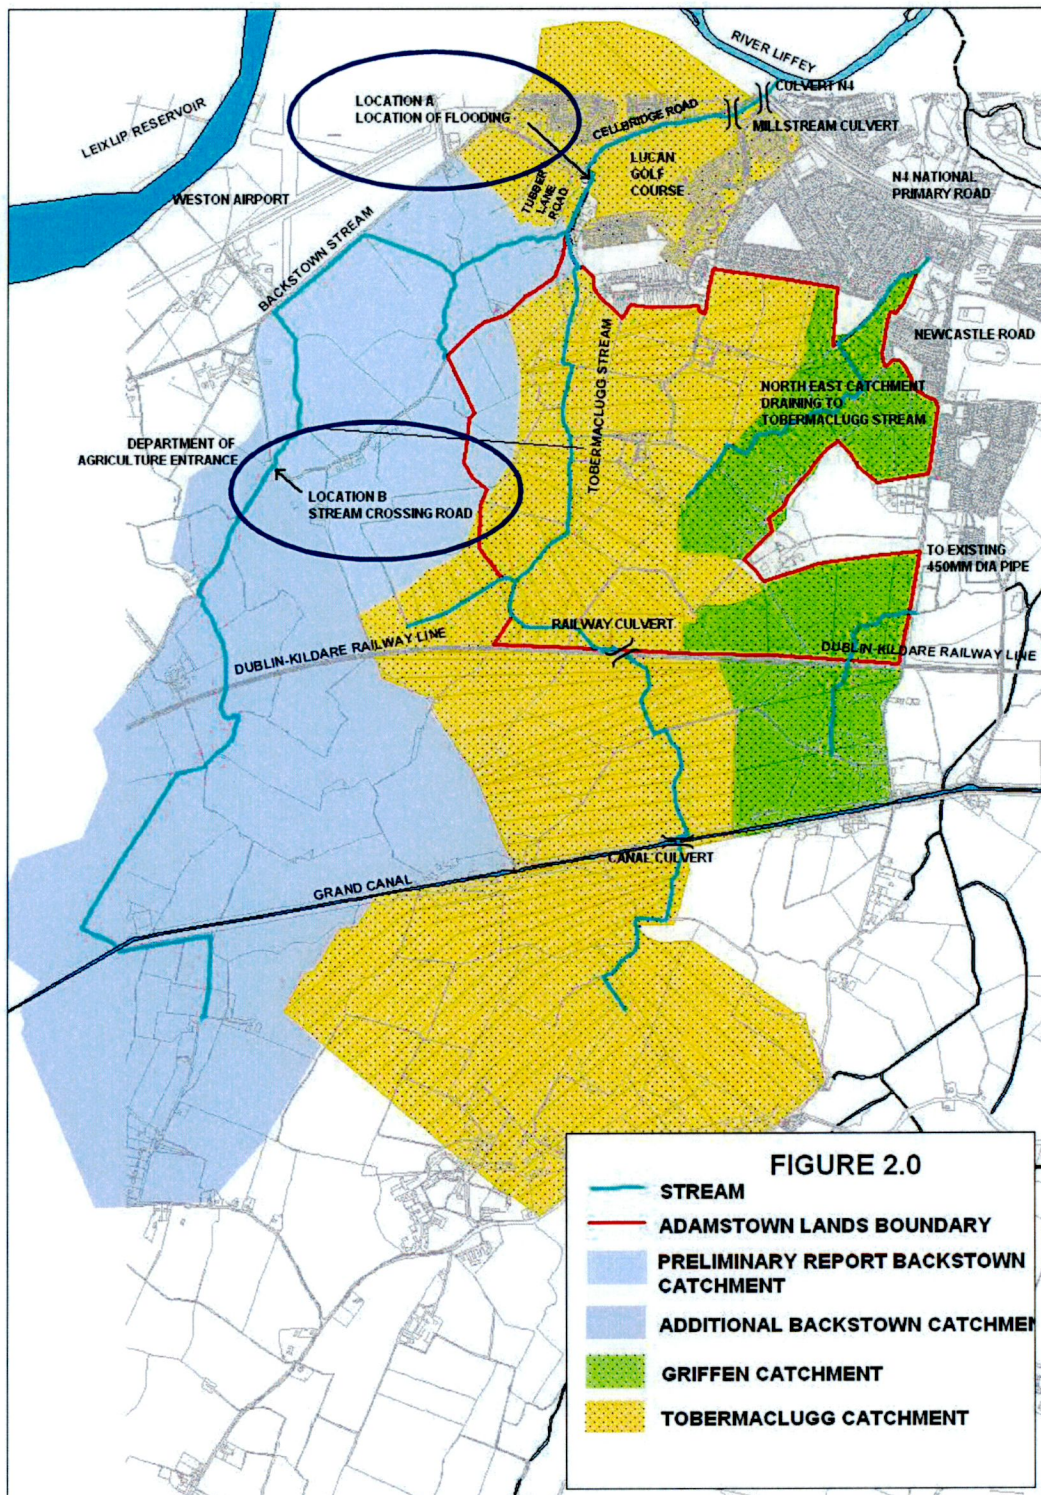 RIVER LIFFEY
CULVERT N4
LEIXLIP RESERVOIR
LOCATION A
LOCATION OF FLOODING
CELLBRIDGE ROAD
MILLSTREAM CULVERT
LUCAN
GOLF
COURSE
N4 NATIONAL
PRIMARY ROAD
TUBBER
LANE
ROAD
WESTON AIRPORT
BACKSTOWN STREAM
NEWCASTLE ROAD
TOBERMACLUGG STREAM
NORTH EAST CATCHMENT
DRAINING TO
TOBERMACLUGG STREAM
DEPARTMENT OF
AGRICULTURE ENTRANCE
LOCATION B
STREAM CROSSING ROAD
TO EXISTING
450MM DIA PIPE
RAILWAY CULVERT
DUBLIN-KILDARE RAILWAY LINE
DUBLIN-KILDARE RAILWAY LINE
CANAL CULVERT
GRAND CANAL
FIGURE 2.0
STREAM
ADAMSTOWN LANDS BOUNDARY
PRELIMINARY REPORT BACKSTOWN
CATCHMENT
ADDITIONAL BACKSTOWN CATCHMEN
GRIFFEN CATCHMENT
TOBERMACLUGG CATCHMENT